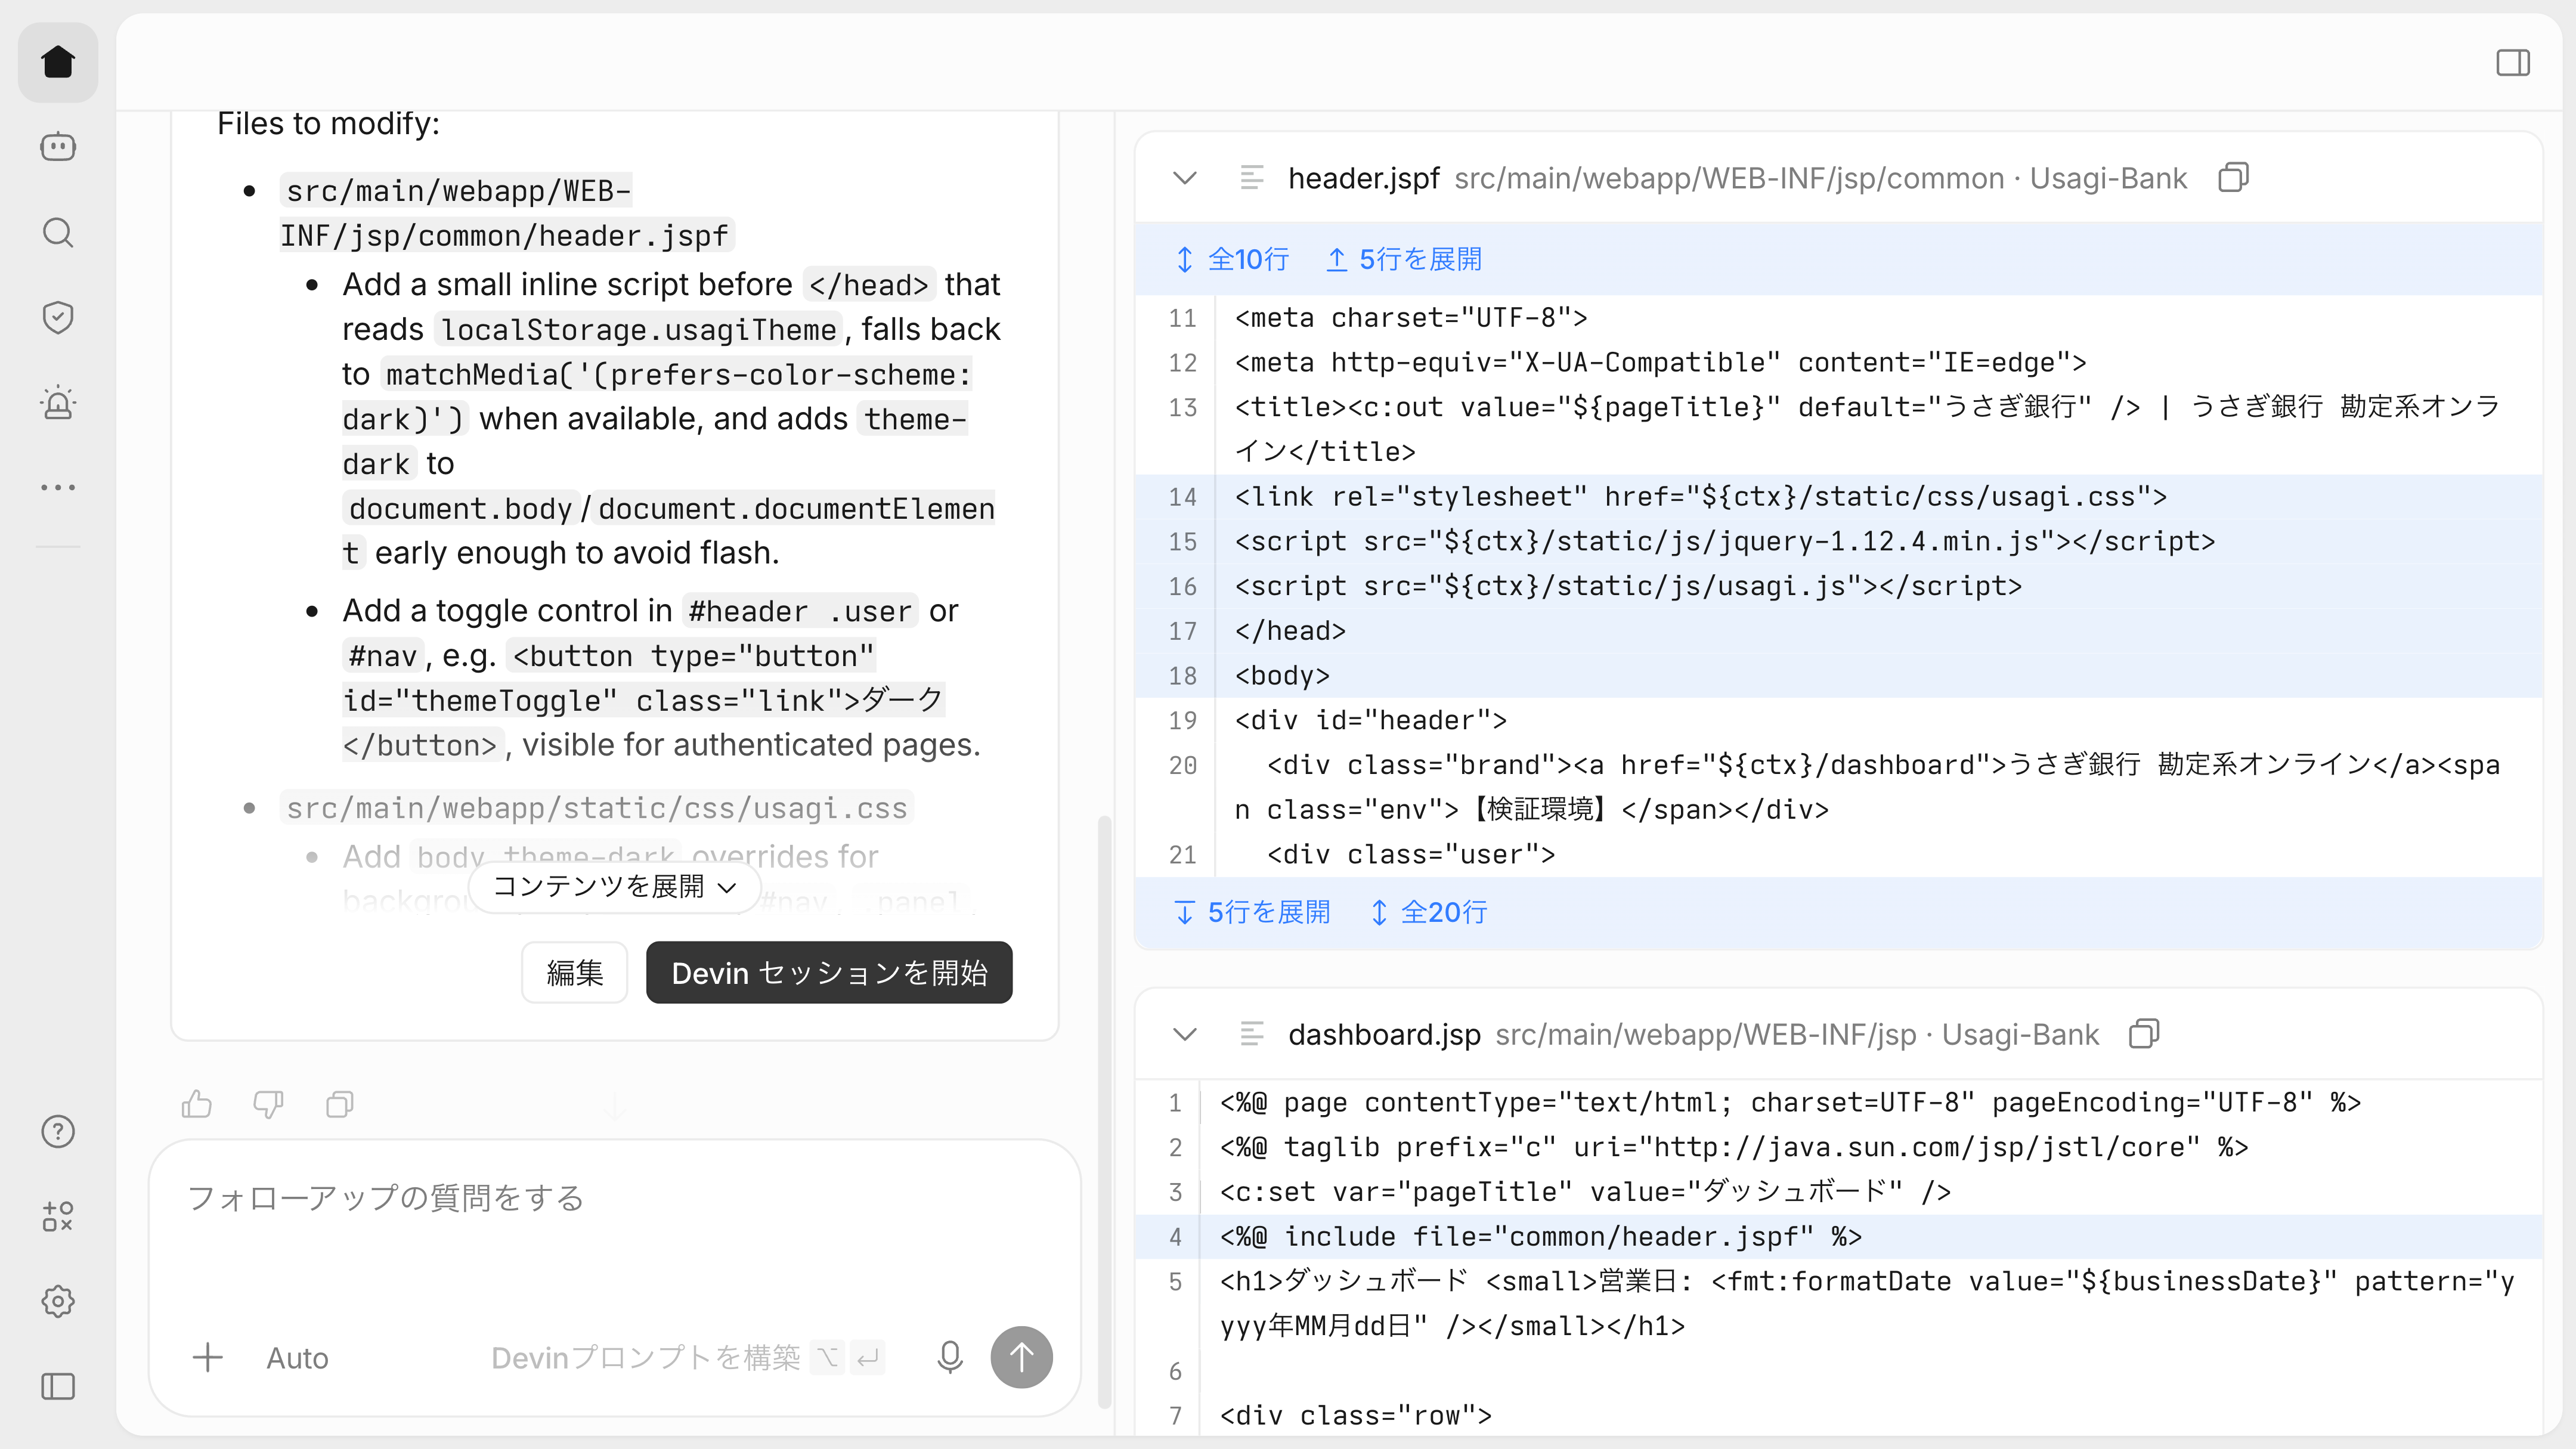 Files to modify:
src/main/webapp/WEB-
INF/jsp/common/header.jspf
Add a small inline script before </head> that
reads localStorage.usagiTheme, falls back
to matchMedia('(prefers-color-scheme:
dark)') when available, and adds theme-
dark to
document.body/document.documentElemen
t early enough to avoid flash.
Add a toggle control in #header .user or
#nav, e.g. <button type="button"
id="themeToggle" class="link">ダーク
</button>, visible for authenticated pages.
src/main/webapp/static/css/usagi.css
Add body.theme-dark overrides for
#nav, .panel,
コンテンツを展開
編集
Devin セッションを開始
フォローアップの質問をする
Auto
Devinプロンプトを構築 ⌥ ↵
header.jspf src/main/webapp/WEB-INF/jsp/common · Usagi-Bank
全10行 5行を展開
11 <meta charset="UTF-8">
12 <meta http-equiv="X-UA-Compatible" content="IE=edge">
13 <title><c:out value="${pageTitle}" default="うさぎ銀行" /> | うさぎ銀行 勘定系オンラ
イン</title>
14 <link rel="stylesheet" href="${ctx}/static/css/usagi.css">
15 <script src="${ctx}/static/js/jquery-1.12.4.min.js"></script>
16 <script src="${ctx}/static/js/usagi.js"></script>
17 </head>
18 <body>
19 <div id="header">
20 <div class="brand"><a href="${ctx}/dashboard">うさぎ銀行 勘定系オンライン</a><spa
n class="env">【検証環境】</span></div>
21 <div class="user">
5行を展開 全20行
dashboard.jsp src/main/webapp/WEB-INF/jsp · Usagi-Bank
1 <%@ page contentType="text/html; charset=UTF-8" pageEncoding="UTF-8" %>
2 <%@ taglib prefix="c" uri="http://java.sun.com/jsp/jstl/core" %>
3 <c:set var="pageTitle" value="ダッシュボード" />
4 <%@ include file="common/header.jspf" %>
5 <h1>ダッシュボード <small>営業日: <fmt:formatDate value="${businessDate}" pattern="y
yyy年MM月dd日" /></small></h1>
6
7 <div class="row">